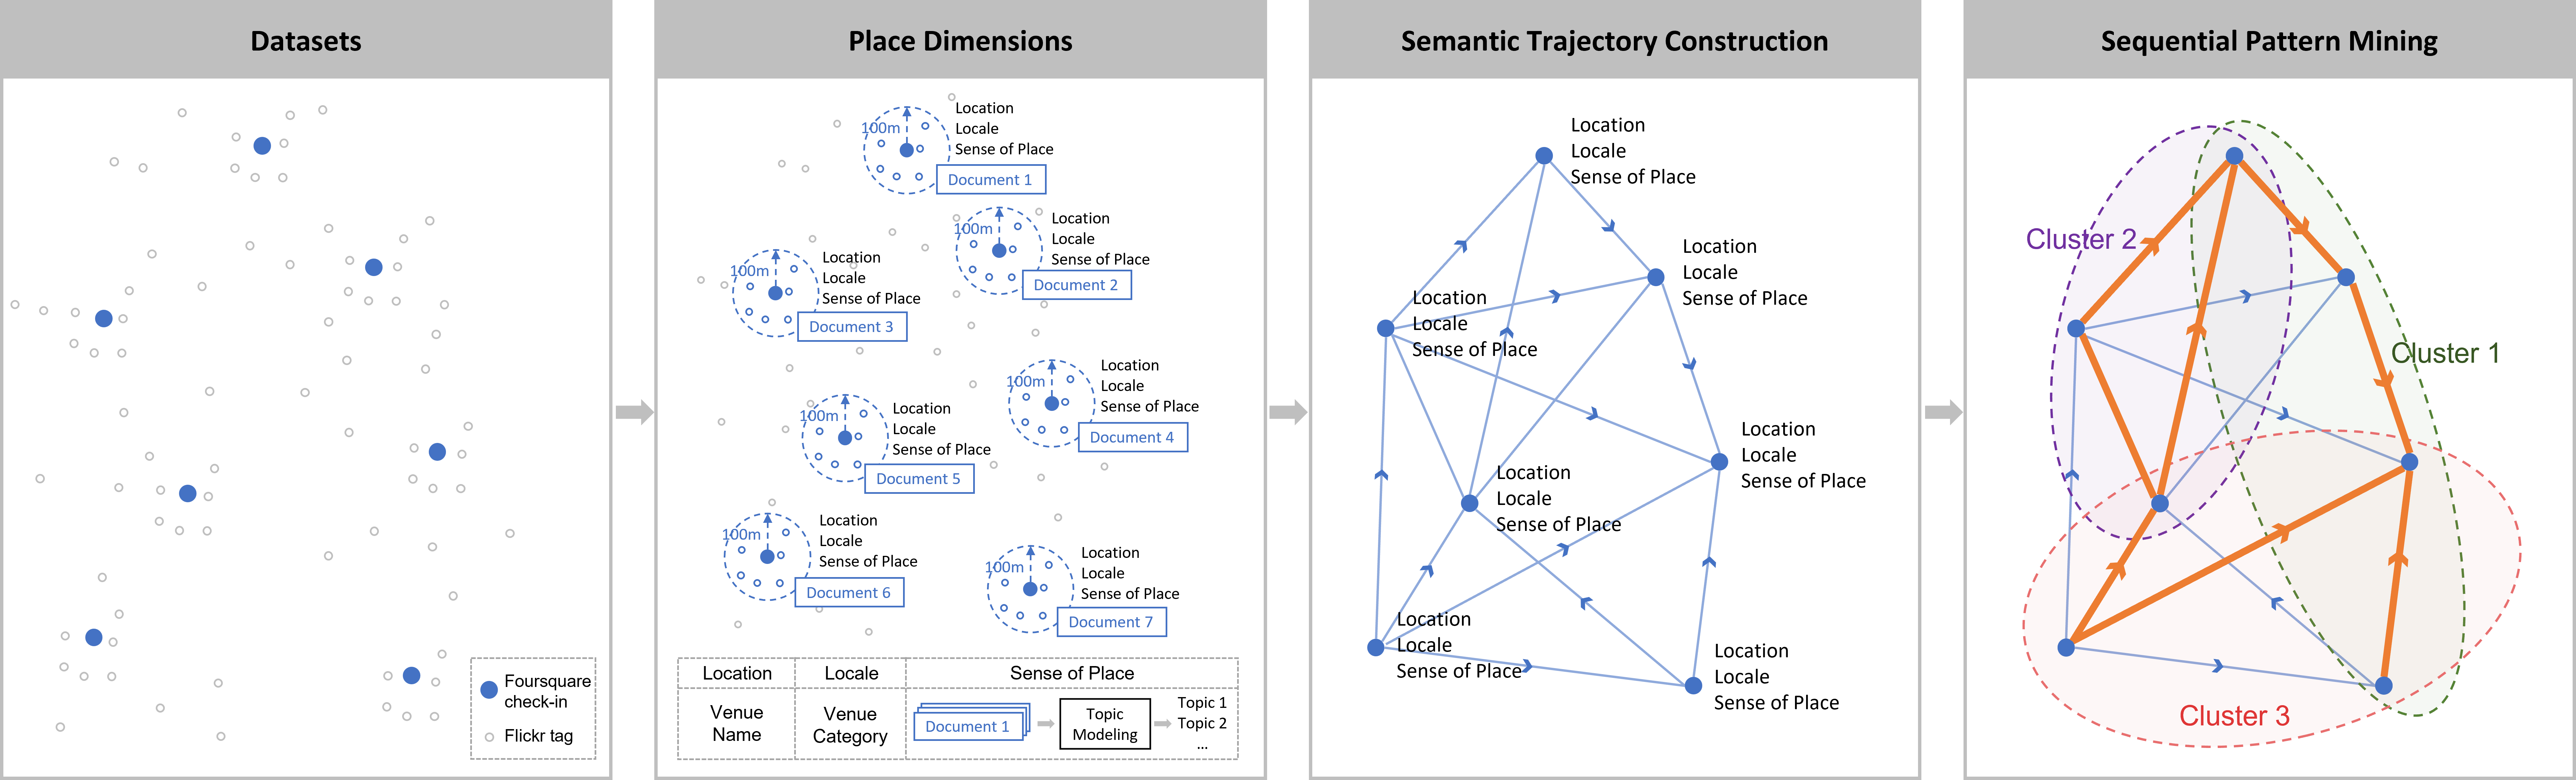 Datasets
Foursquare
check-in
Flickr tag
Place Dimensions
100m
Location
Locale
Sense of Place
Document 1
100m
Location
Locale
Sense of Place
Document 2
100m
Location
Locale
Sense of Place
Document 3
100m
Location
Locale
Sense of Place
Document 4
100m
Location
Locale
Sense of Place
Document 5
100m
Location
Locale
Sense of Place
Document 6
100m
Location
Locale
Sense of Place
Document 7
Location
Locale
Sense of Place
Venue
Name
Venue
Category
Document 1
Topic
Modeling
Topic 1
Topic 2
...
Semantic Trajectory Construction
Location
Locale
Sense of Place
Location
Locale
Sense of Place
Location
Locale
Sense of Place
Location
Locale
Sense of Place
Location
Locale
Sense of Place
Location
Locale
Sense of Place
Location
Locale
Sense of Place
Sequential Pattern Mining
Cluster 2
Cluster 1
Cluster 3